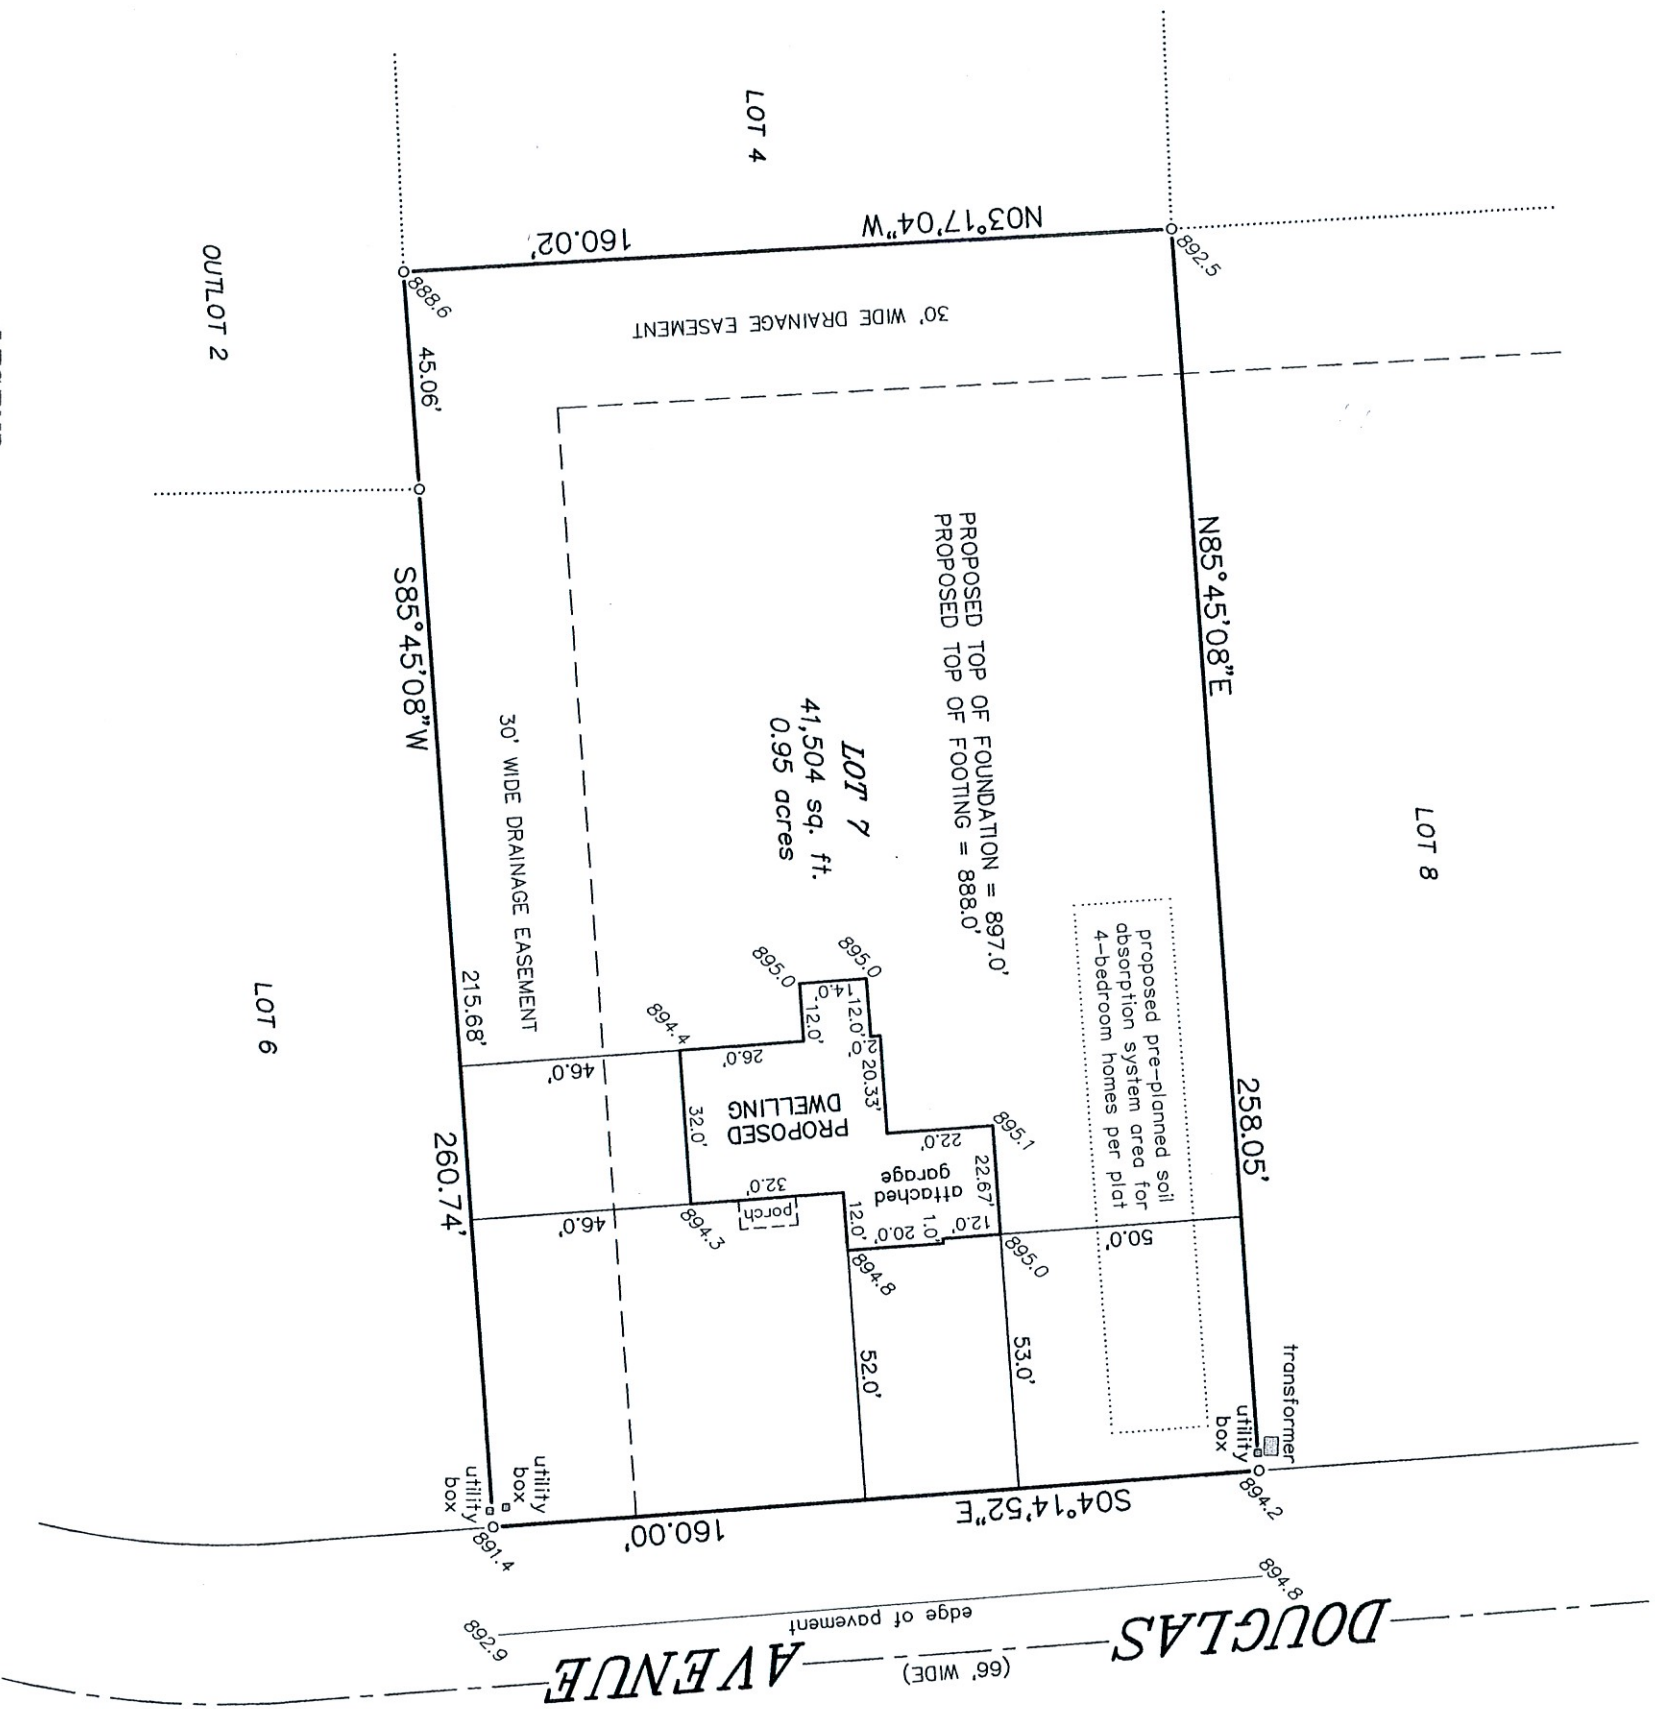 LOT 4
N03°17'04"W
160.02'
892.5
888.6
OUTLOT 2
45.06'
30' WIDE DRAINAGE EASEMENT
S85°45'08"W
N85°45'08"E
PROPOSED TOP OF FOUNDATION = 897.0'
PROPOSED TOP OF FOOTING = 888.0'
LOT 7
41,504 sq. ft.
0.95 acres
30' WIDE DRAINAGE EASEMENT
LOT 8
LOT 6
proposed pre-planned soil
absorption system area for
4-bedroom homes per plat
215.68'
260.74'
258.05'
895.0
895.0
14.0'
12.0'
12.0'
2.0'
20.33'
894.4
26.0'
46.0'
32.0'
PROPOSED
DWELLING
22.0'
895.1
22.67'
attached
garage
32.0'
porch
46.0'
894.3
12.0'
20.0'
1.0'
12.0'
894.8
895.0
50.0'
52.0'
53.0'
transformer
utility
box
utility
box
utility
box
894.2
891.4
S04°14'52"E
160.00'
894.8
892.9
edge of pavement
DOUGLAS AVENUE
(66' WIDE)